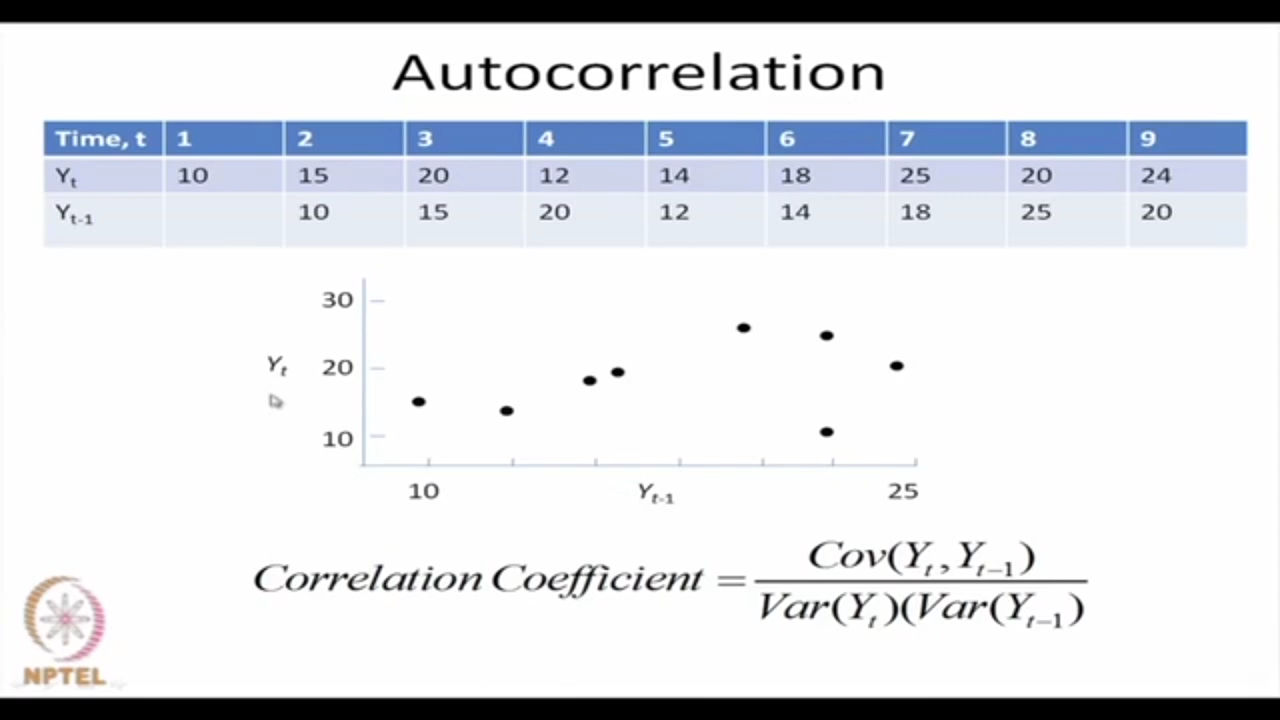 Autocorrelation
Time, t 1 2 3 4 5 6 7 8 9
Yt 10 15 20 12 14 18 25 20 24
Yt-1 10 15 20 12 14 18 25 20
30
Yt 20
10
10 Yt-1 25
Correlation Coefficient = Cov(Yt, Yt−1) / Var(Yt)(Var(Yt−1)
NPTEL